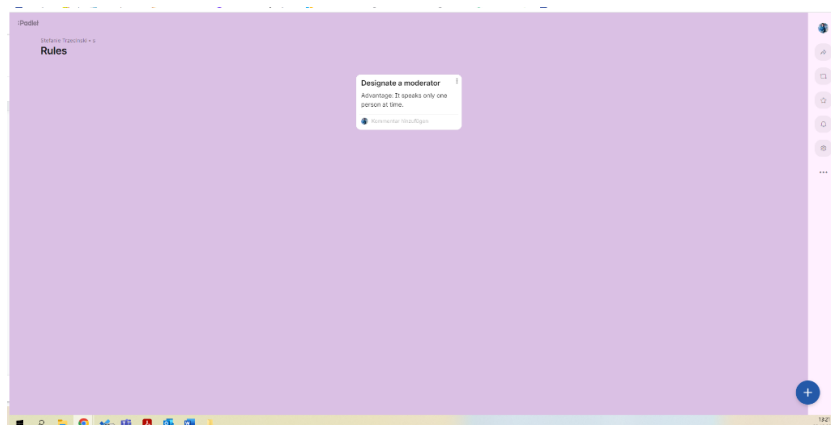 :Padlet
Rules
Designate a moderator
Advantage: It speaks only one
person at time.
Kommentar hinzufügen